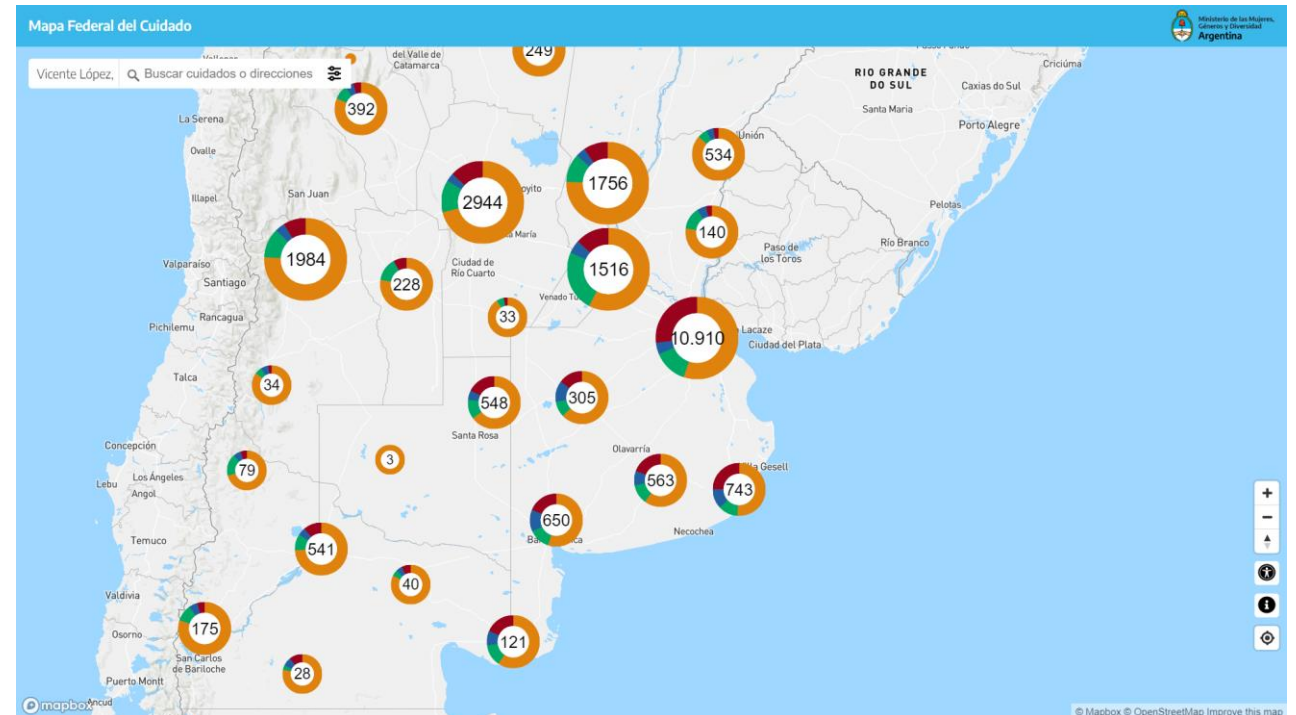 Mapa Federal del Cuidado
Ministerio de las Mujeres,
Géneros y Diversidad
Argentina
Vicente López,
Buscar cuidados o direcciones
del Valle de
Catamarca
249
Criciúma
RIO GRANDE
DO SUL
Caxias do Sul
Santa Maria
Porto Alegre
392
La Serena
Ovalle
Unión
534
Illapel
San Juan
2944
oyito
1756
Pelotas
María
140
Río Branco
Paso de
los Toros
Valparaíso
Santiago
1984
228
Ciudad de
Río Cuarto
1516
Venado Tu
Rancagua
Pichilemu
33
10.910
Lacaze
Ciudad del Plata
Talca
34
548
305
Santa Rosa
Concepción
3
Olavarría
79
Los Ángeles
Lebu
Angol
563
Gesell
743
+
650
Necochea
−
Temuco
541
40
Valdivia
175
121
Osorno
San Carlos
de Bariloche
28
Puerto Montt
Ancud
mapbox
© Mapbox © OpenStreetMap Improve this map